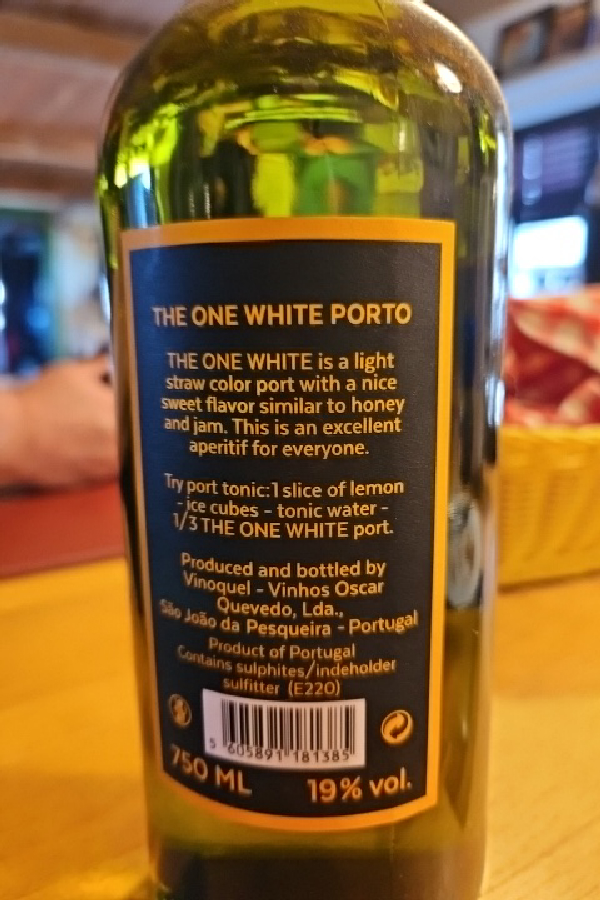 THE ONE WHITE PORTO
THE ONE WHITE is a light
straw color port with a nice
sweet flavor similar to honey
and jam. This is an excellent
aperitif for everyone.
Try port tonic:1 slice of lemon
- ice cubes - tonic water -
1/3 THE ONE WHITE port.
Produced and bottled by
Vinoquel - Vinhos Oscar
Quevedo, Lda.,
São João da Pesqueira - Portugal
Product of Portugal
Contains sulphites/indeholder
sulfitter (E220)
5 603891 181385
750 ML 19% vol.